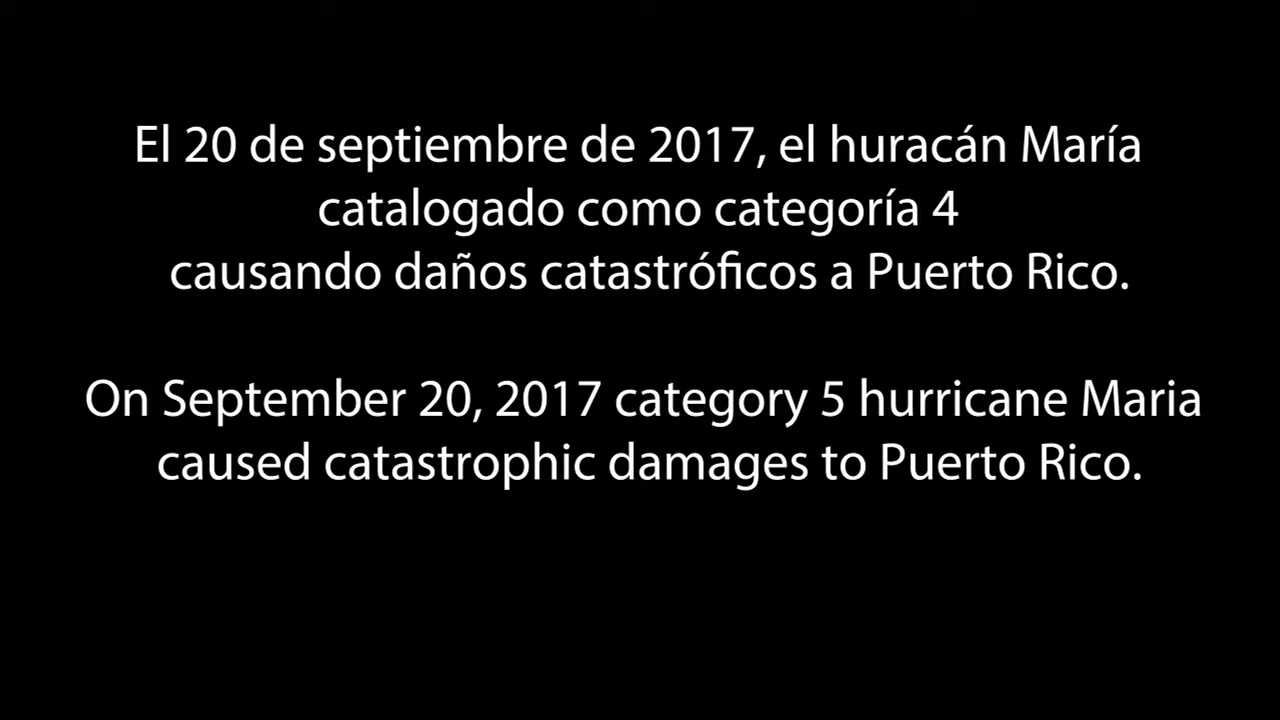 El 20 de septiembre de 2017, el huracán María
catalogado como categoría 4
causando daños catastróficos a Puerto Rico.
On September 20, 2017 category 5 hurricane Maria
caused catastrophic damages to Puerto Rico.